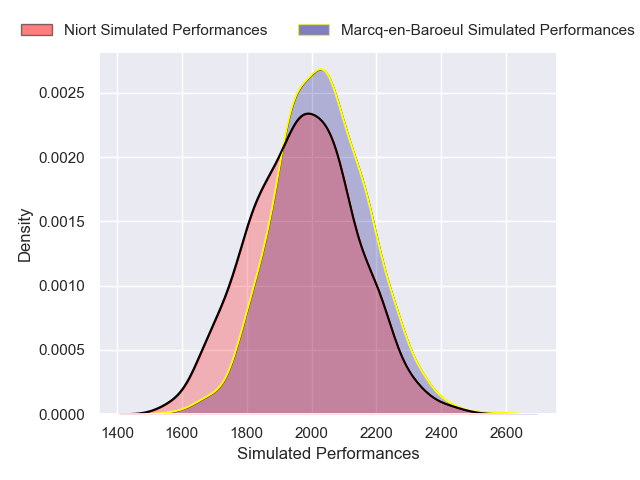 Niort Simulated Performances Marcq-en-Baroeul Simulated Performances
0.0025
0.0020
0.0015
0.0010
0.0005
0.0000
Density
1400 1600 1800 2000 2200 2400 2600
Simulated Performances